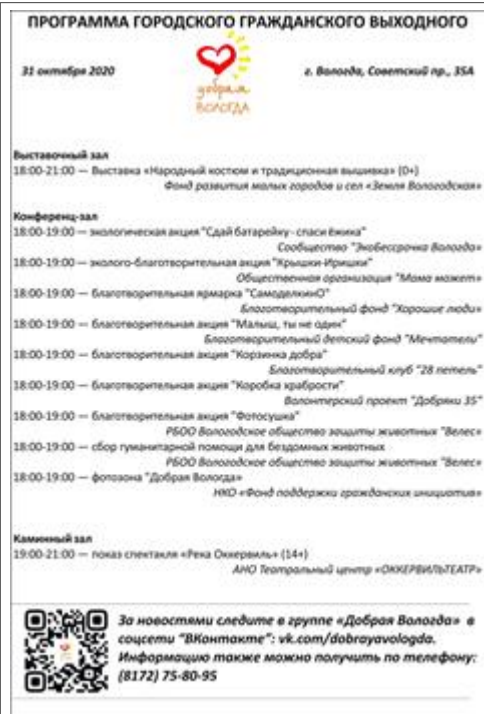 ПРОГРАММА ГОРОДСКОГО ГРАЖДАНСКОГО ВЫХОДНОГО
31 октября 2020
г. Вологда, Советский пр., 35А
добрая
ВОЛОГДА
Выставочный зал
18:00-21:00 — Выставка «Народный костюм и традиционная вышивка» (0+)
Фонд развития малых городов и сел «Земля Вологодская»
Конференц-зал
18:00-19:00 — экологическая акция "Сдай батарейку - спаси ёжика"
Сообщество "ЭкоБессрочка Вологда»
18:00-19:00 — эколого-благотворительная акция "Крышки-Иришки"
Общественная организация "Мама может»
18:00-19:00 — благотворительная ярмарка "СамоделкинО"
Благотворительный фонд "Хорошие люди»
18:00-19:00 — благотворительная акция "Малыш, ты не один"
Благотворительный детский фонд "Мечтатели"
18:00-19:00 — благотворительная акция "Корзинка добра"
Благотворительный клуб "28 петель"
18:00-19:00 — благотворительная акция "Коробка храбрости"
Волонтерский проект "Добряки 35"
18:00-19:00 — благотворительная акция "Фотосушка"
РБОО Вологодское общество защиты животных "Велес»
18:00-19:00 — сбор гуманитарной помощи для бездомных животных
РБОО Вологодское общество защиты животных "Велес»
18:00-19:00 — фотозона "Добрая Вологда»
НКО «Фонд поддержки гражданских инициатив»
Каминный зал
19:00-21:00 — показ спектакля «Река Оккервиль» (14+)
АНО Театральный центр «ОККЕРВИЛЬТЕАТР»
За новостями следите в группе «Добрая Вологда» в
соцсети "ВКонтакте": vk.com/dobrayavologda.
Информацию также можно получить по телефону:
(8172) 75-80-95